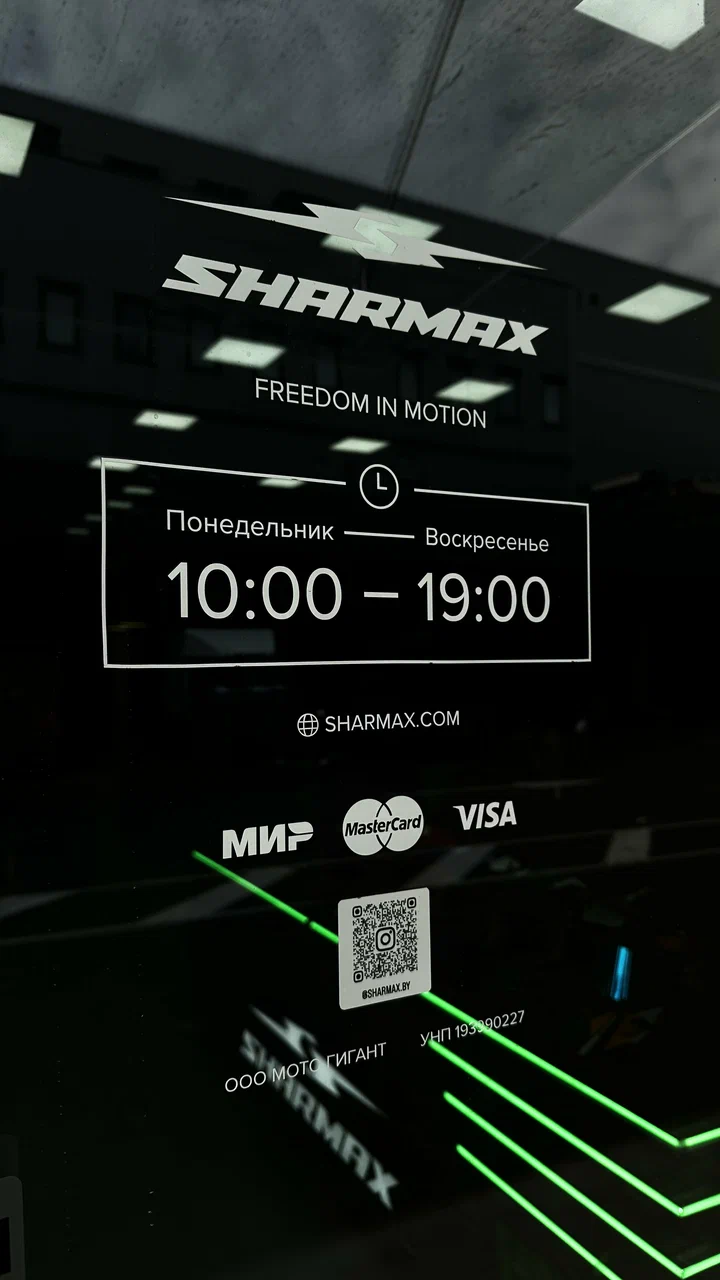 SHARMAX
FREEDOM IN MOTION
Понедельник — Воскресенье
10:00 — 19:00
SHARMAX.COM
МИР MasterCard VISA
@SHARMAX.BY
ООО МОТО ГИГАНТ УНП 193990227
SHARMAX